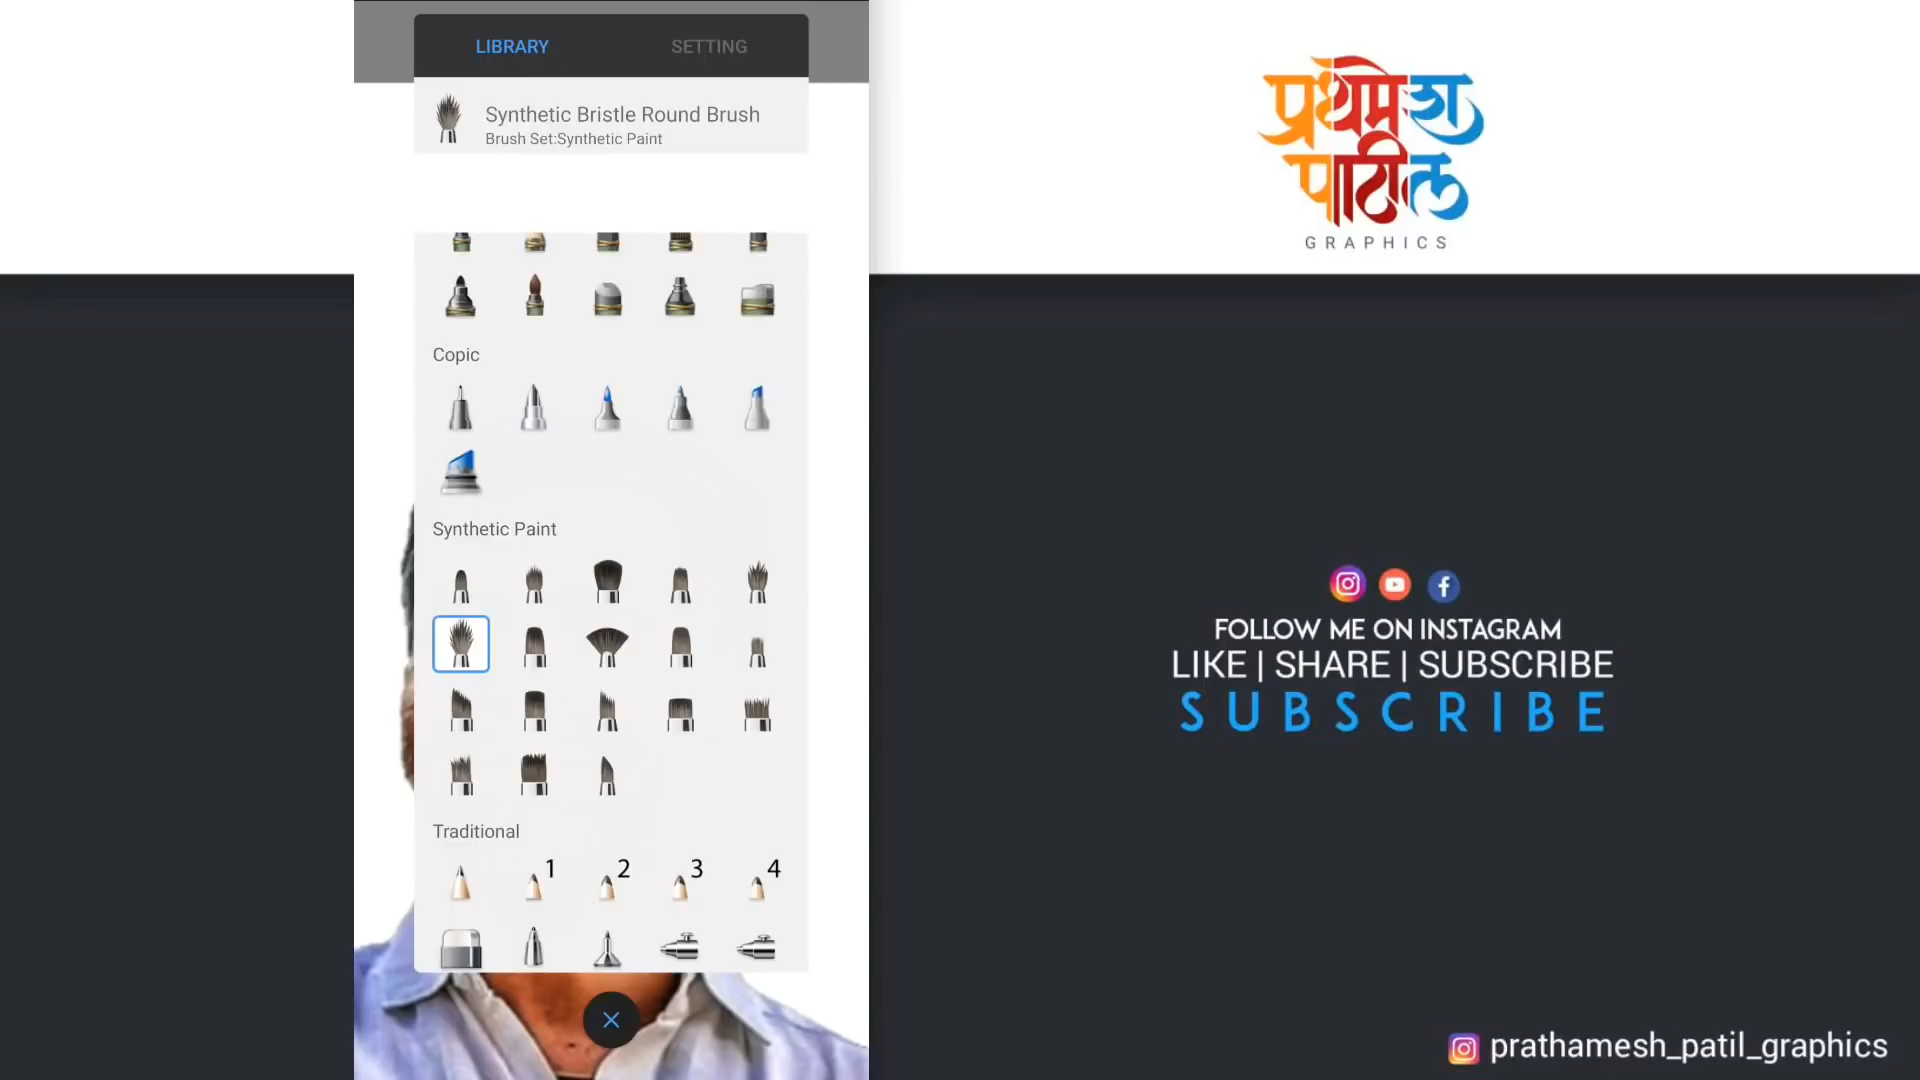 LIBRARY
SETTING
Synthetic Bristle Round Brush
Brush Set:Synthetic Paint
Copic
Synthetic Paint
Traditional
1
2
3
4
प्रथमेश
पाटील
GRAPHICS
FOLLOW ME ON INSTAGRAM
LIKE | SHARE | SUBSCRIBE
SUBSCRIBE
prathamesh_patil_graphics